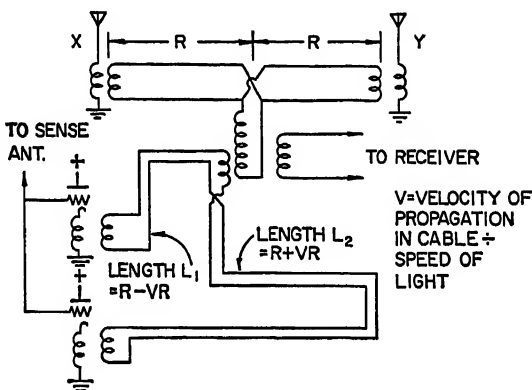 X
R
R
Y
TO SENSE
ANT.
TO RECEIVER
V=VELOCITY OF
PROPAGATION
IN CABLE ÷
SPEED OF
LIGHT
LENGTH L₂
=R+VR
LENGTH L₁
=R−VR
+
+